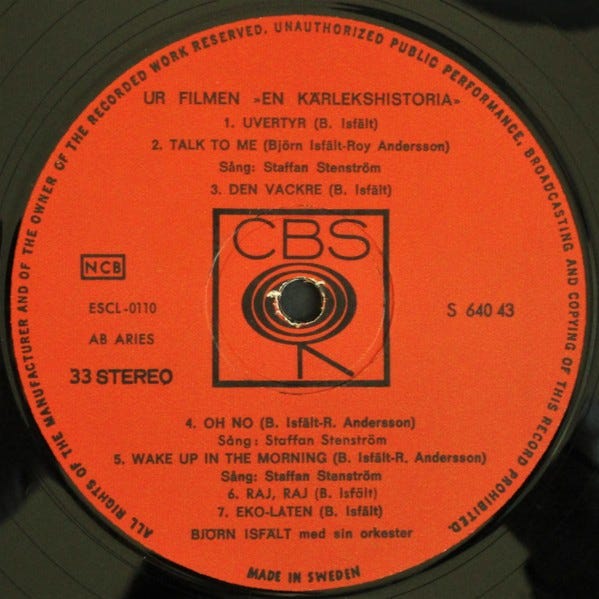 ALL RIGHTS OF THE MANUFACTURER AND OF THE OWNER OF THE RECORDED WORK RESERVED. UNAUTHORIZED PUBLIC PERFORMANCE, BROADCASTING AND COPYING OF THIS RECORD PROHIBITED.
UR FILMEN »EN KÄRLEKSHISTORIA»
1. UVERTYR (B. Isfält)
2. TALK TO ME (Björn Isfält-Roy Andersson)
Sång: Staffan Stenström
3. DEN VACKRE (B. Isfält)
CBS
NCB
ESCL-0110
S 640 43
AB ARIES
33 STEREO
4. OH NO (B. Isfält-R. Andersson)
Sång: Staffan Stenström
5. WAKE UP IN THE MORNING (B. Isfält-R. Andersson)
Sång: Staffan Stenström
6. RAJ, RAJ (B. Isfält)
7. EKO-LATEN (B. Isfält)
BJÖRN ISFÄLT med sin orkester
MADE IN SWEDEN